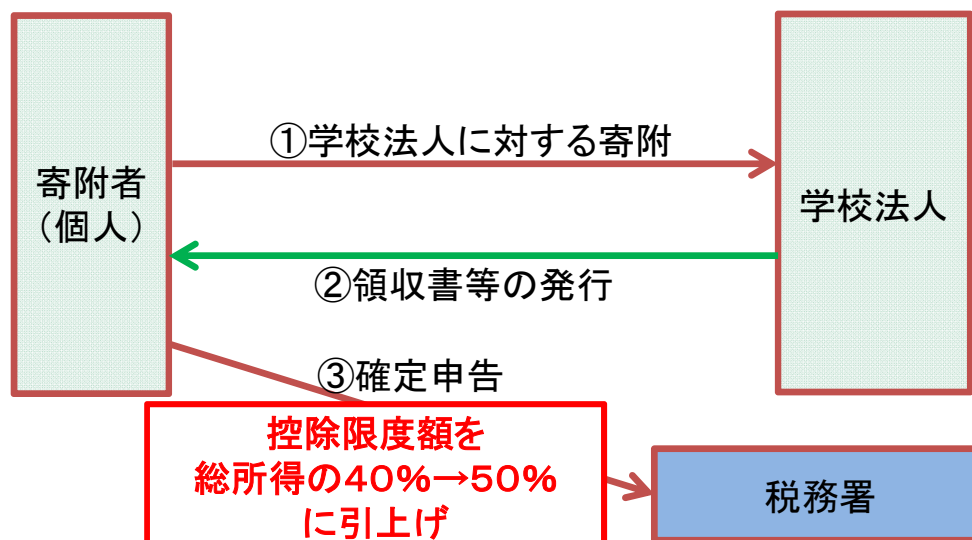 ①学校法人に対する寄附
寄附者
（個人）
学校法人
②領収書等の発行
③確定申告
控除限度額を
総所得の40%→50%
に引上げ
税務署